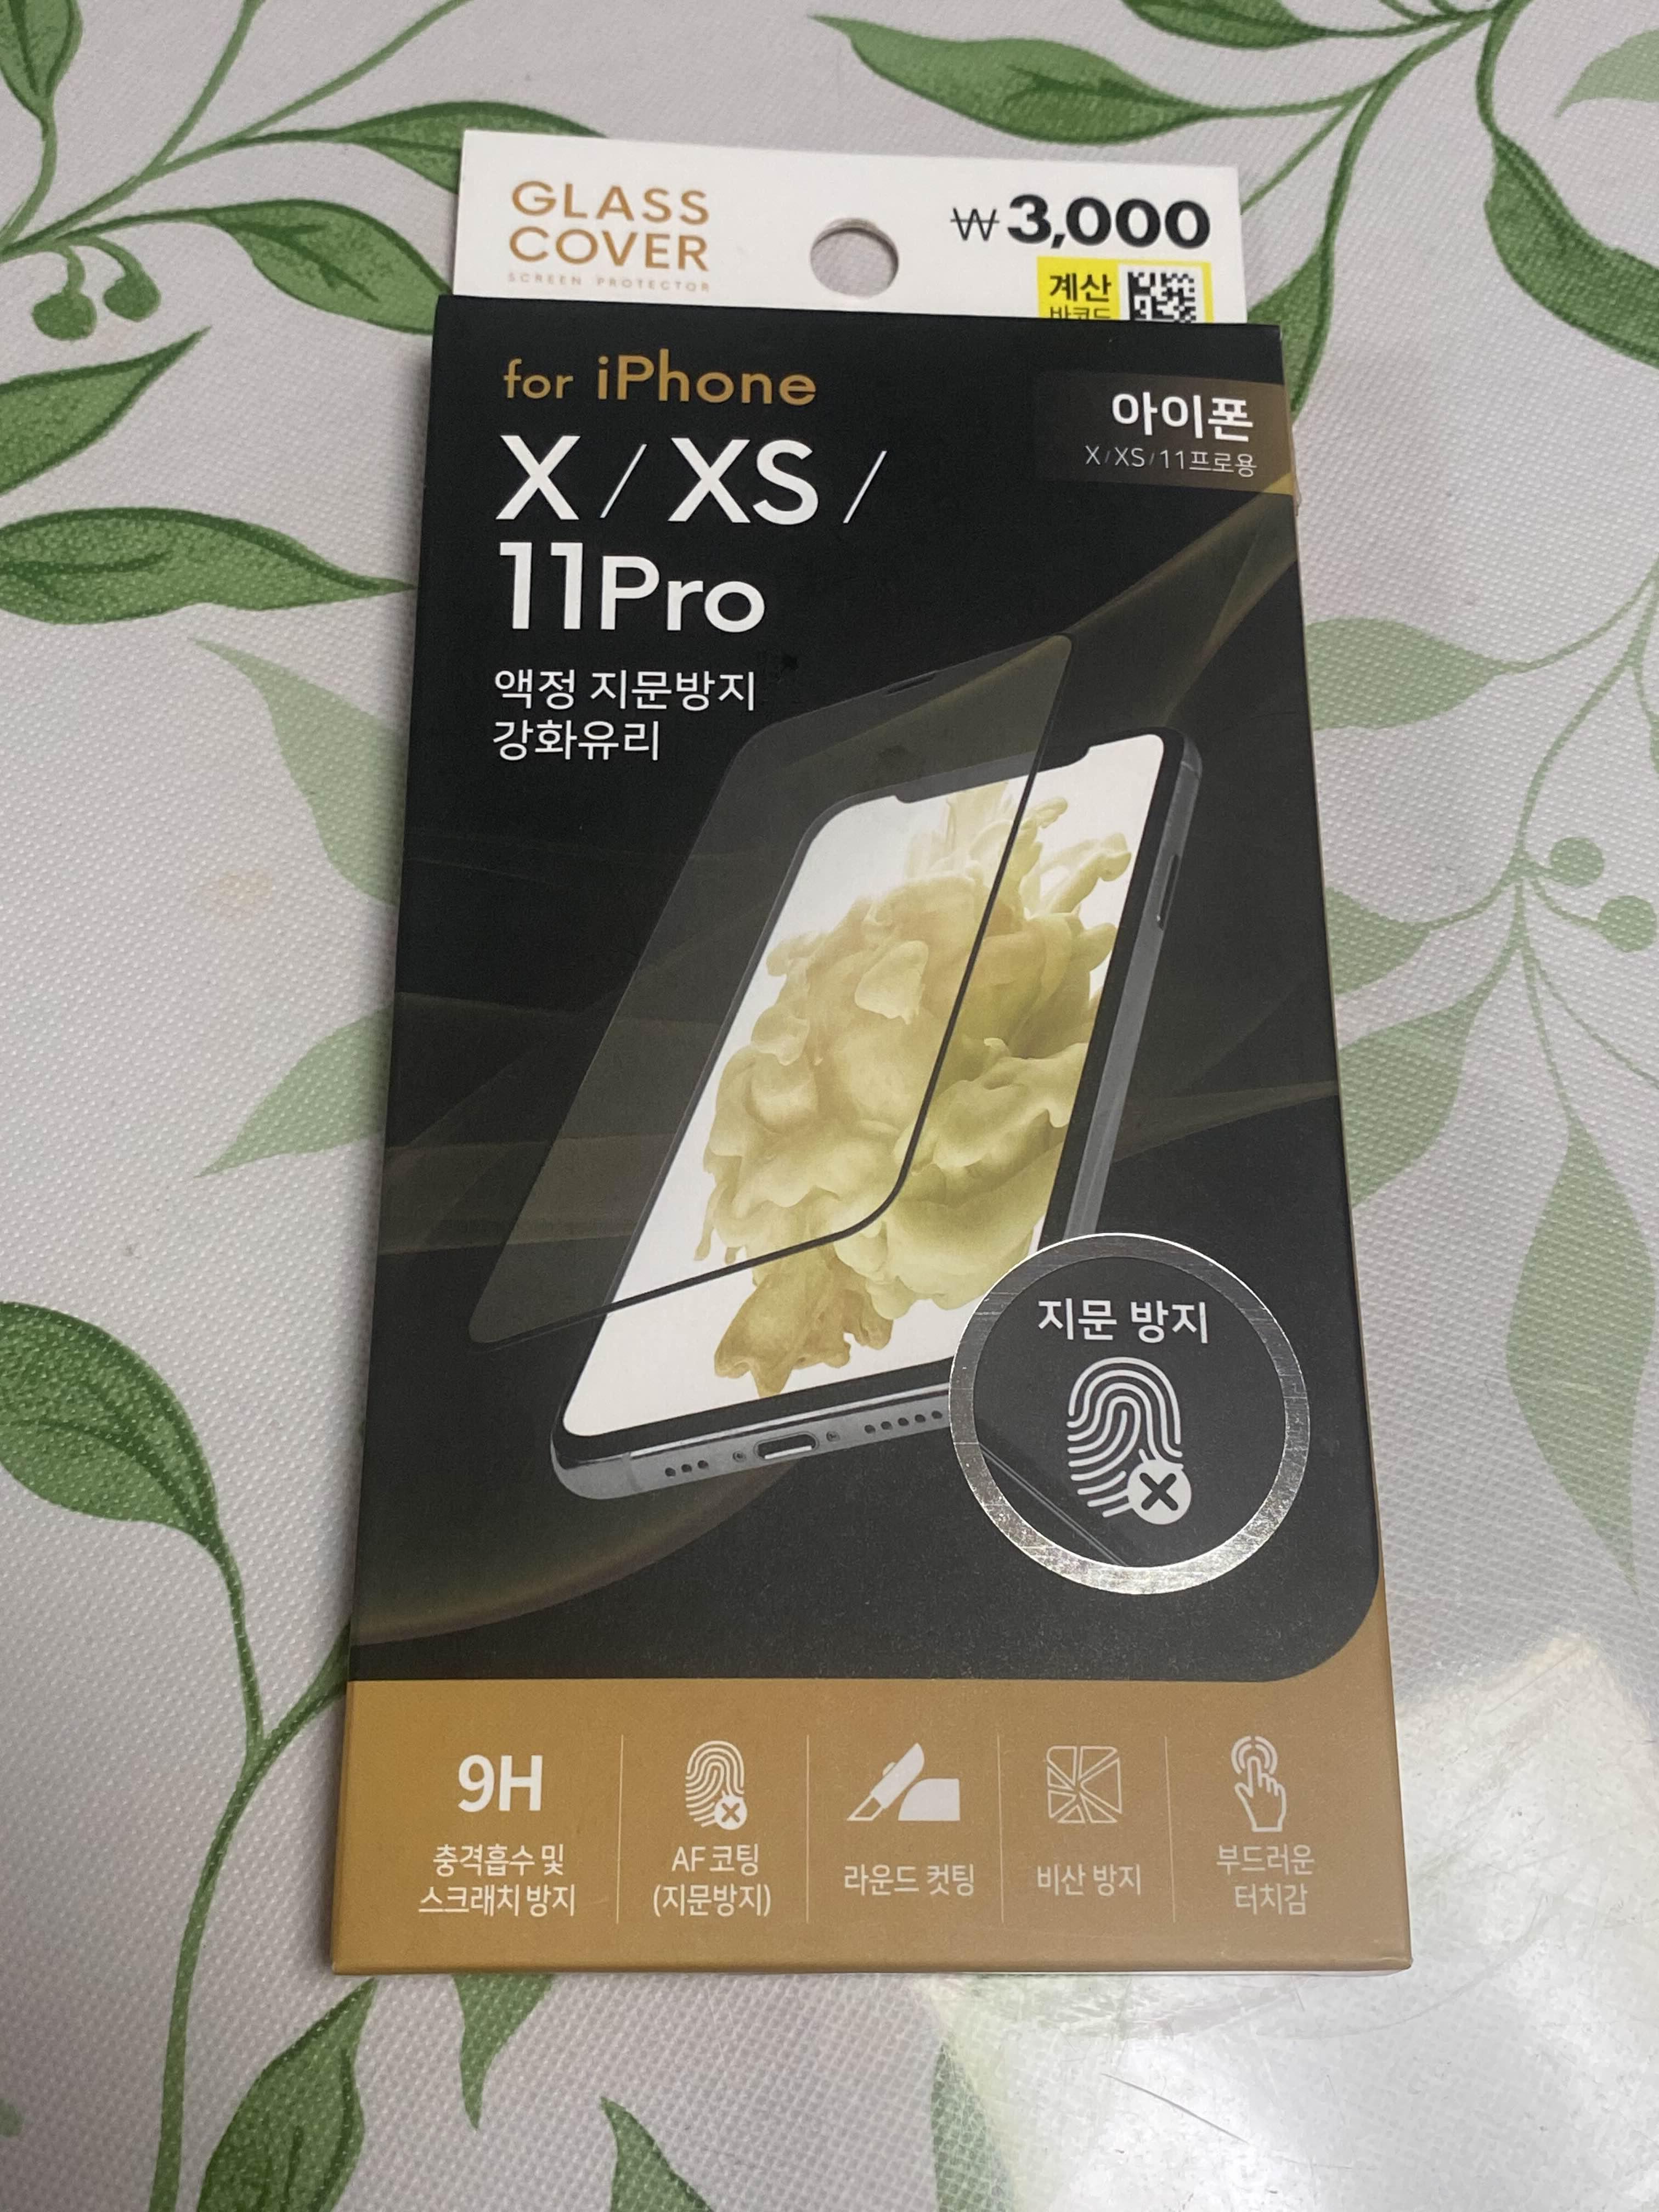 GLASS
COVER
SCREEN PROTECTOR
₩3,000
계산
바코드
for iPhone
X / XS /
11Pro
아이폰
X/XS/11프로용
액정 지문방지
강화유리
지문 방지
9H
충격흡수 및
스크래치 방지
AF 코팅
(지문방지)
라운드 컷팅
비산 방지
부드러운
터치감